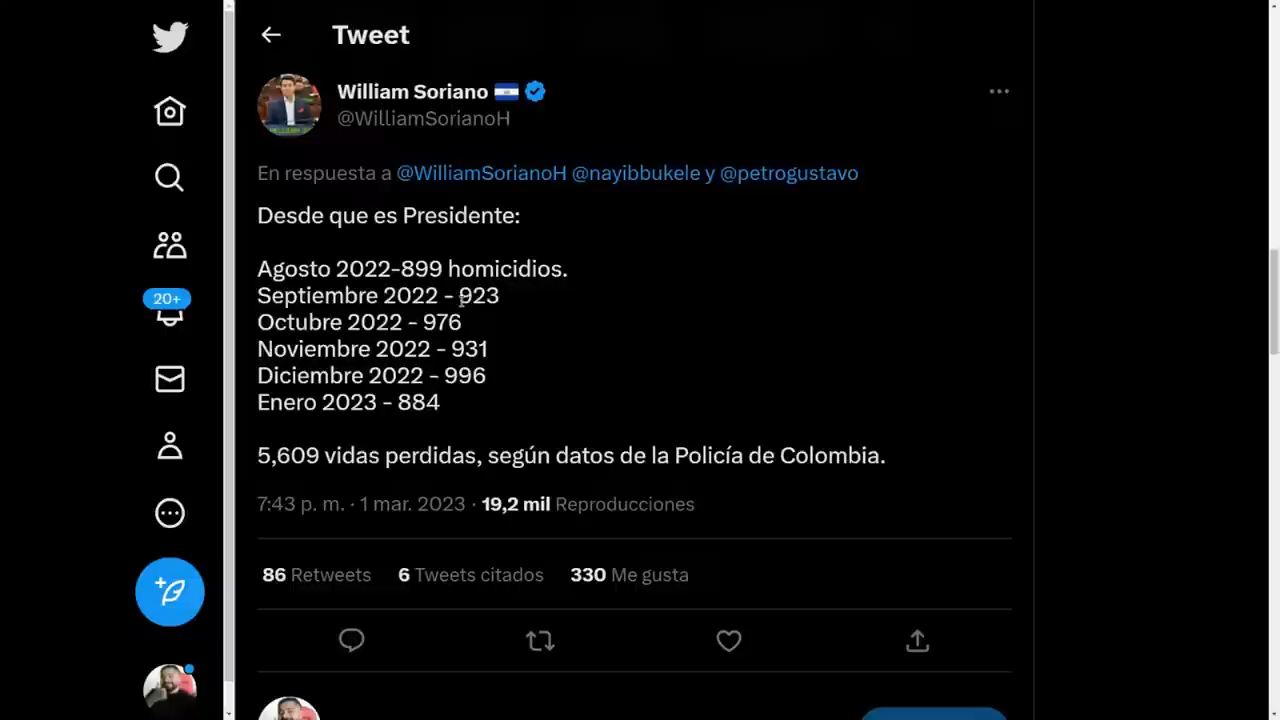 Tweet
William Soriano
@WilliamSorianoH
En respuesta a @WilliamSorianoH @nayibbukele y @petrogustavo
Desde que es Presidente:
Agosto 2022-899 homicidios.
Septiembre 2022 - 923
Octubre 2022 - 976
Noviembre 2022 - 931
Diciembre 2022 - 996
Enero 2023 - 884
5,609 vidas perdidas, según datos de la Policía de Colombia.
7:43 p. m. · 1 mar. 2023 · 19,2 mil Reproducciones
86 Retweets 6 Tweets citados 330 Me gusta
20+